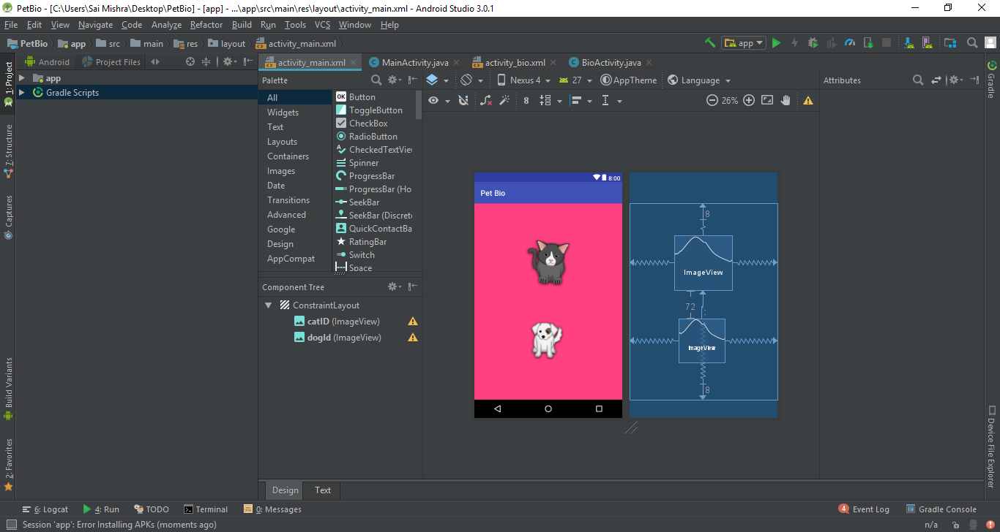 PetBio - [C:\Users\Sai Mishra\Desktop\PetBio] - [app] - ...\app\src\main\res\layout\activity_main.xml - Android Studio 3.0.1
File Edit View Navigate Code Analyze Refactor Build Run Tools VCS Window Help
PetBio app src main res layout activity_main.xml app
Android Project Files activity_main.xml MainActivity.java activity_bio.xml BioActivity.java
Palette Nexus 4 27 AppTheme Language Attributes
8 26%
1: Project
7: Structure
Captures
Build Variants
2: Favorites
app
Gradle Scripts
All
Widgets
Text
Layouts
Containers
Images
Date
Transitions
Advanced
Google
Design
AppCompat
OK Button
ToggleButton
CheckBox
RadioButton
CheckedTextVie
Spinner
ProgressBar
ProgressBar (Ho
SeekBar
SeekBar (Discret
QuickContactBa
RatingBar
Switch
Space
Component Tree
ConstraintLayout
catID (ImageView)
dogId (ImageView)
8:00
Pet Bio
8
ImageView
72
ImageView
8
Gradle
Device File Explorer
Design Text
6: Logcat 4: Run TODO Terminal 0: Messages 4 Event Log Gradle Console
Session 'app': Error Installing APKs (moments ago) n/a